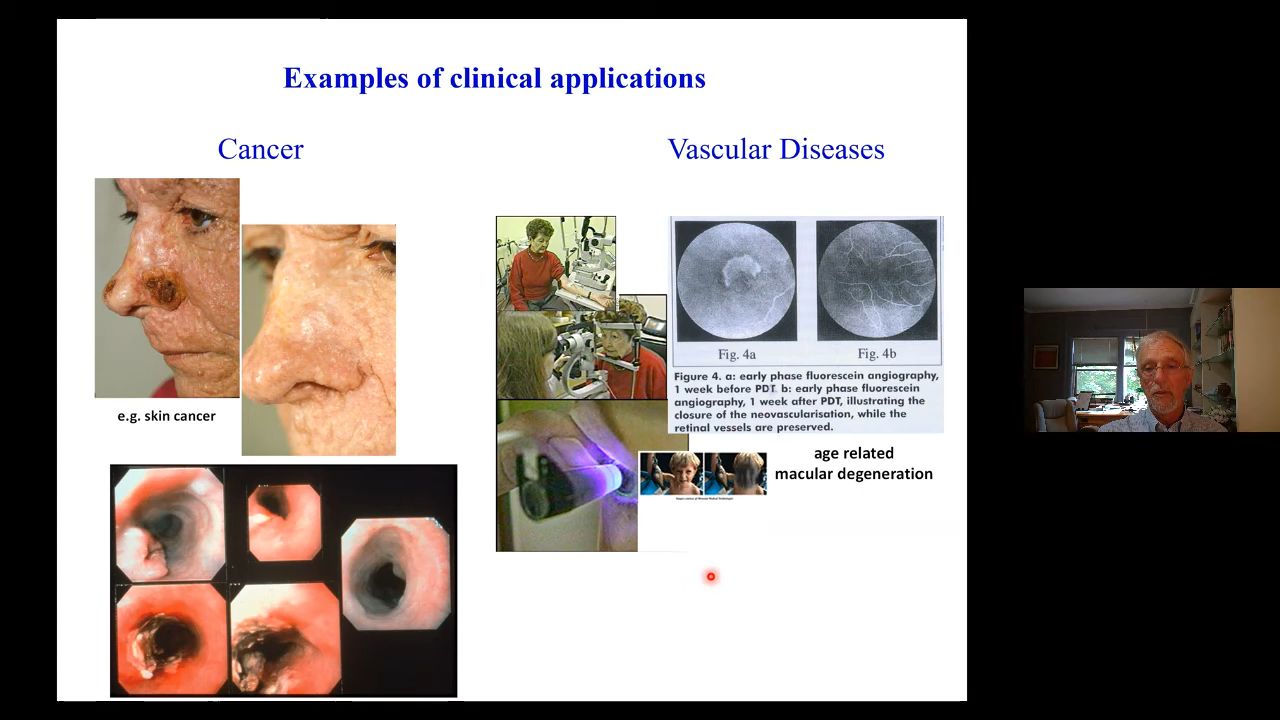 Examples of clinical applications
Cancer
Vascular Diseases
e.g. skin cancer
Fig. 4a
Fig. 4b
Figure 4. a: early phase fluorescein angiography,
1 week before PDT. b: early phase fluorescein
angiography, 1 week after PDT, illustrating the
closure of the neovascularisation, while the
retinal vessels are preserved.
age related
macular degeneration